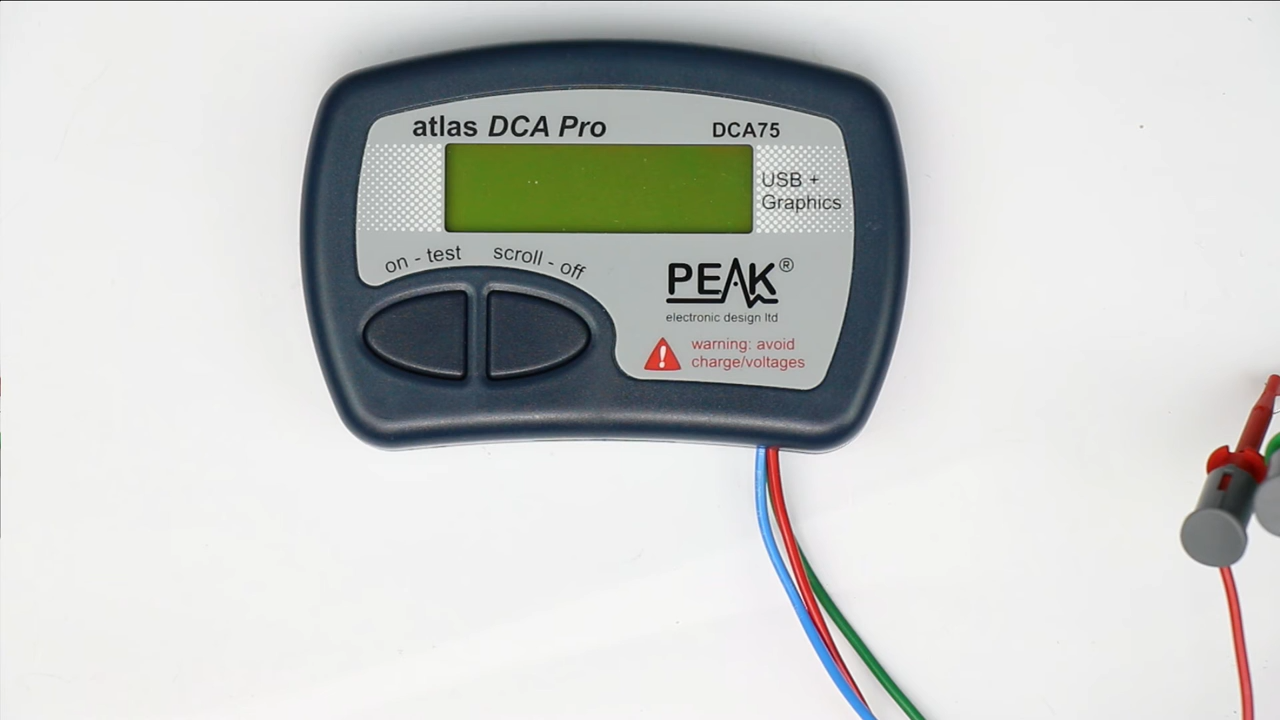 atlas DCA Pro
DCA75
USB +
Graphics
on - test
scroll - off
PEAK®
electronic design ltd
warning: avoid
charge/voltages